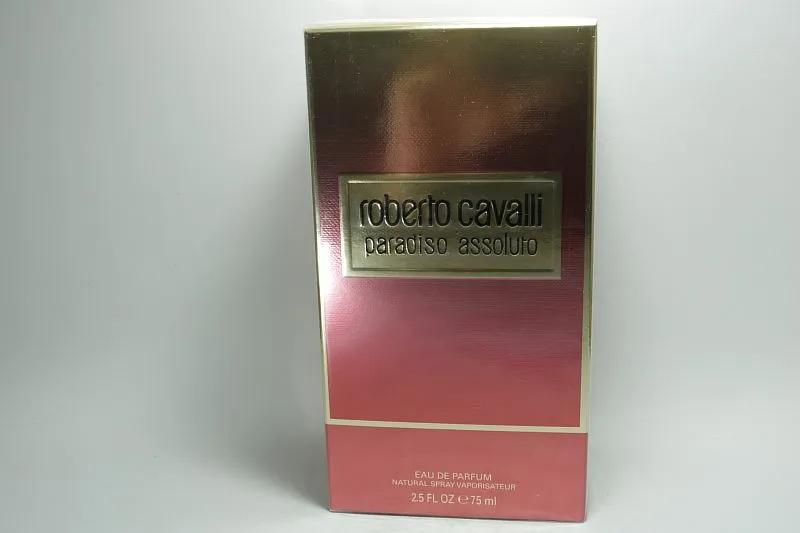 roberto cavalli
paradiso assoluto
EAU DE PARFUM
NATURAL SPRAY VAPORISATEUR
2.5 FL OZ ℮ 75 ml